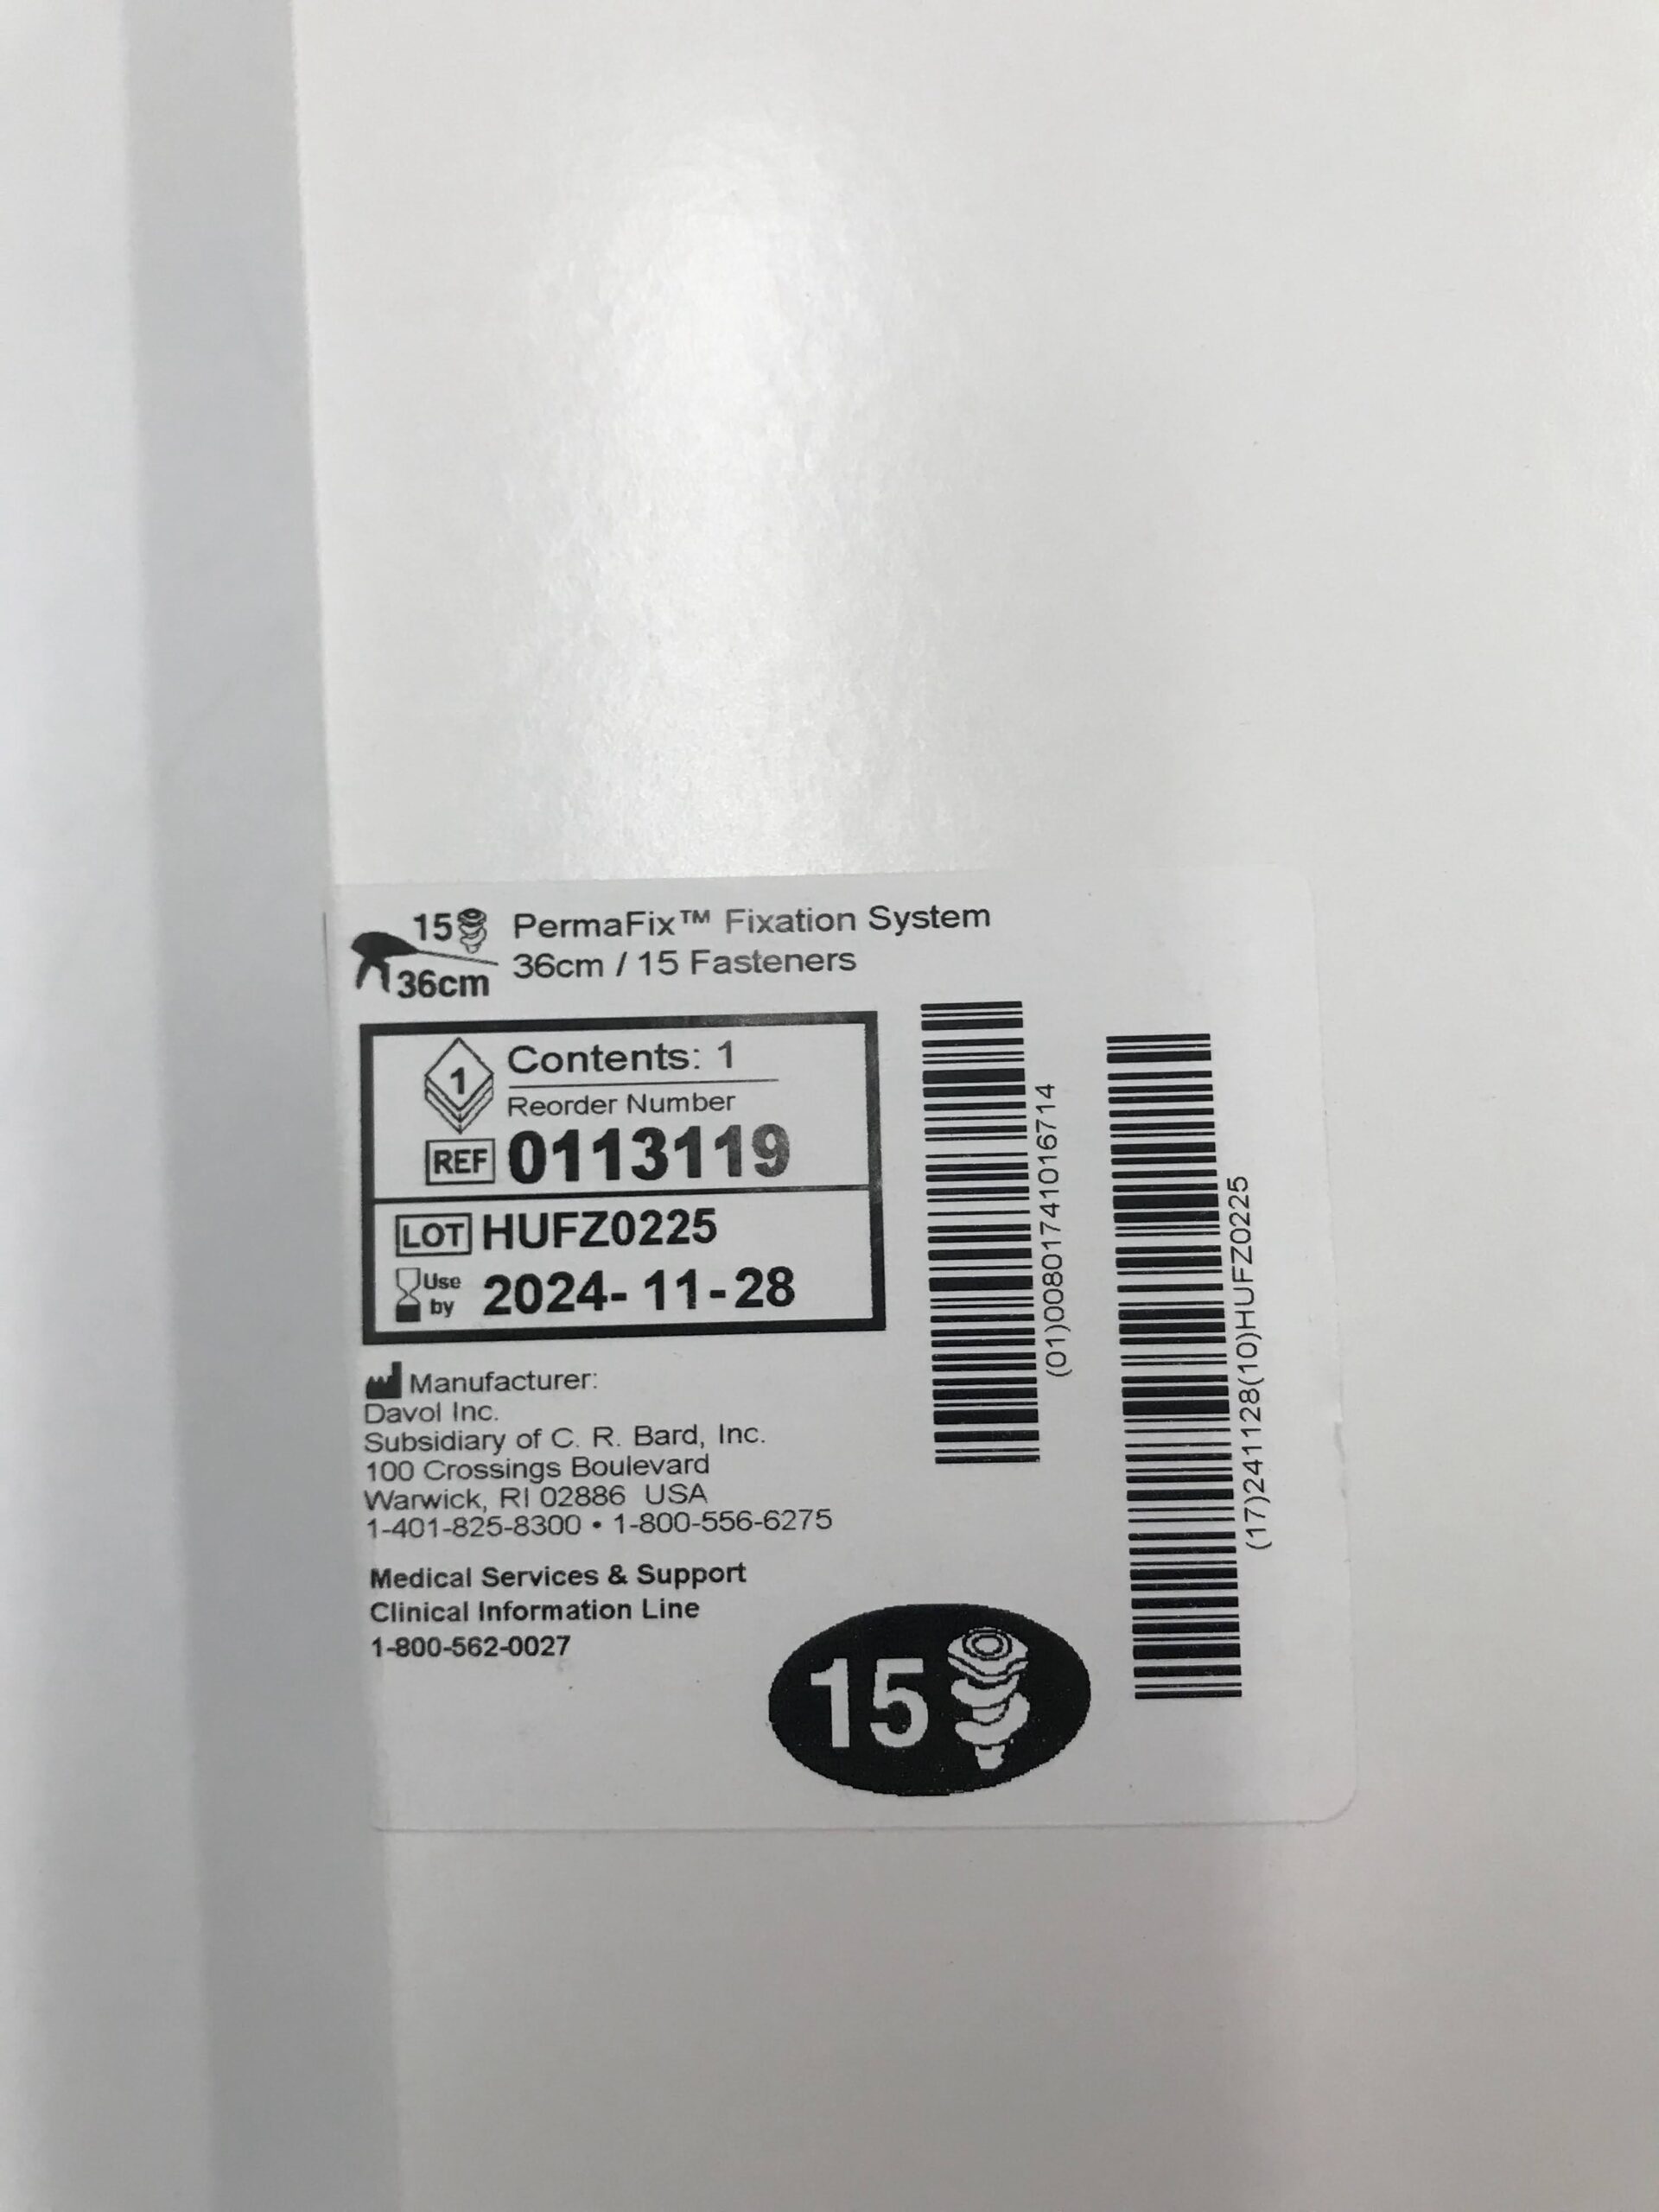 15
36cm
PermaFix™ Fixation System
36cm / 15 Fasteners
1
Contents: 1
Reorder Number
REF 0113119
LOT HUFZ0225
Use by 2024-11-28
Manufacturer:
Davol Inc.
Subsidiary of C. R. Bard, Inc.
100 Crossings Boulevard
Warwick, RI 02886 USA
1-401-825-8300 • 1-800-556-6275
Medical Services & Support
Clinical Information Line
1-800-562-0027
15
(01)00801741016714
(17)241128(10)HUFZ0225